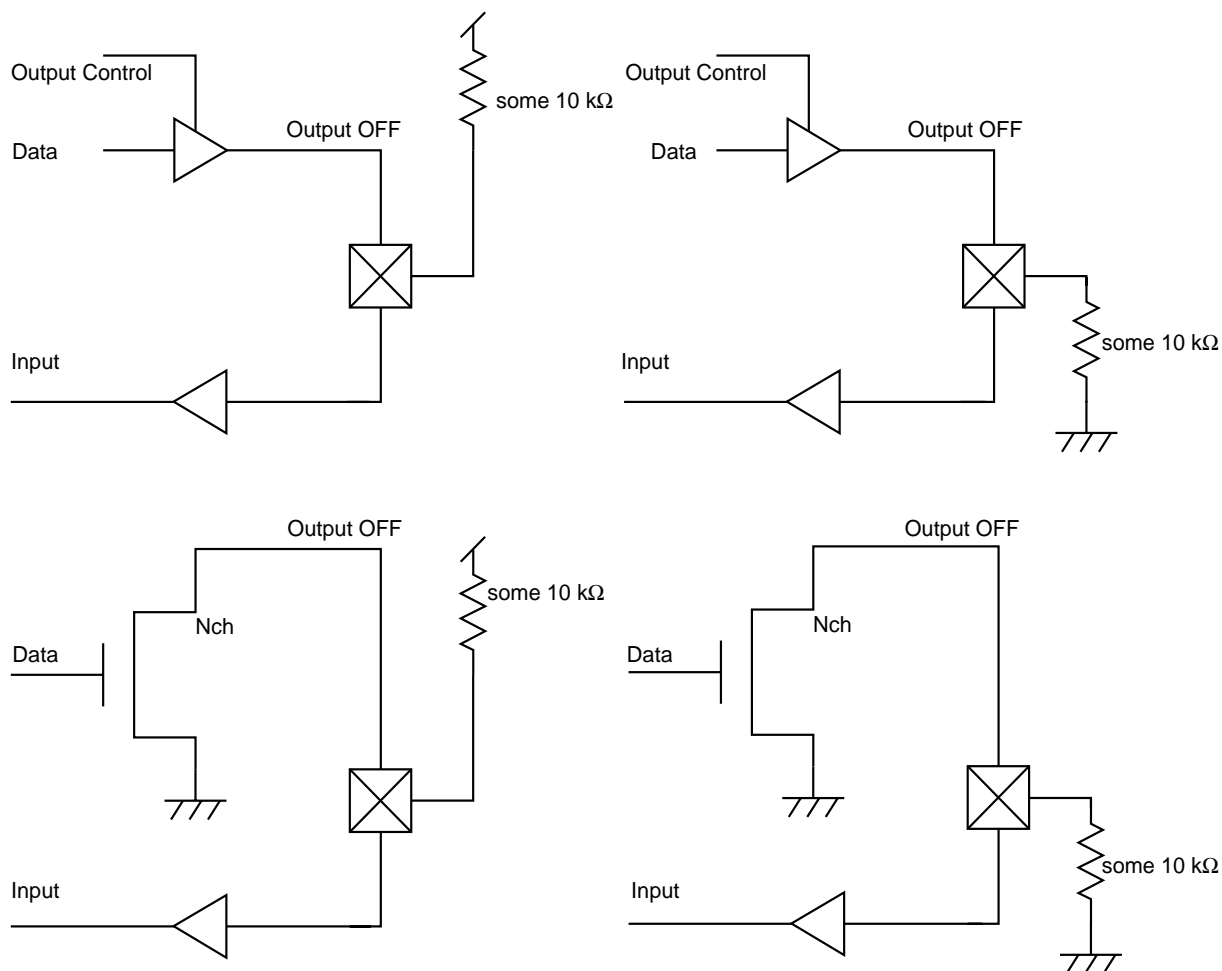 Output Control
some 10 kΩ
Output OFF
Data
Input
Output Control
Output OFF
Data
some 10 kΩ
Input
Output OFF
some 10 kΩ
Nch
Data
Input
Output OFF
Nch
Data
some 10 kΩ
Input